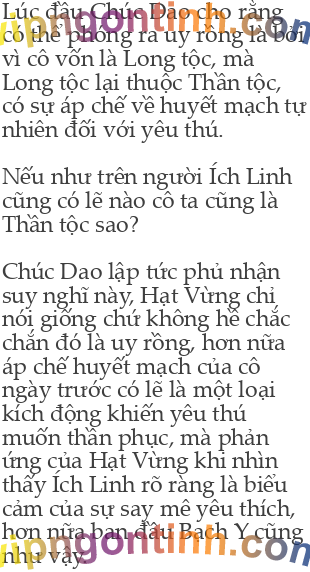 Lúc đầu Chúc Dao cho rằng
có thể phóng ra uy rồng là bởi
vì cô vốn là Long tộc, mà
Long tộc lại thuộc Thần tộc,
có sự áp chế về huyết mạch tự
nhiên đối với yêu thú.
Nếu như trên người Ích Linh
cũng có lẽ nào cô ta cũng là
Thần tộc sao?
Chúc Dao lập tức phủ nhận
suy nghĩ này, Hạt Vừng chỉ
nói giống chứ không hề chắc
chắn đó là uy rồng, hơn nữa
áp chế huyết mạch của cô
ngày trước có lẽ là một loại
kích động khiến yêu thú
muốn thần phục, mà phản
ứng của Hạt Vừng khi nhìn
thấy Ích Linh rõ ràng là biểu
cảm của sự say mê yêu thích,
hơn nữa ban đầu Bạch Y cũng
như vậy.
vipngontinh.com
vipngontinh.com